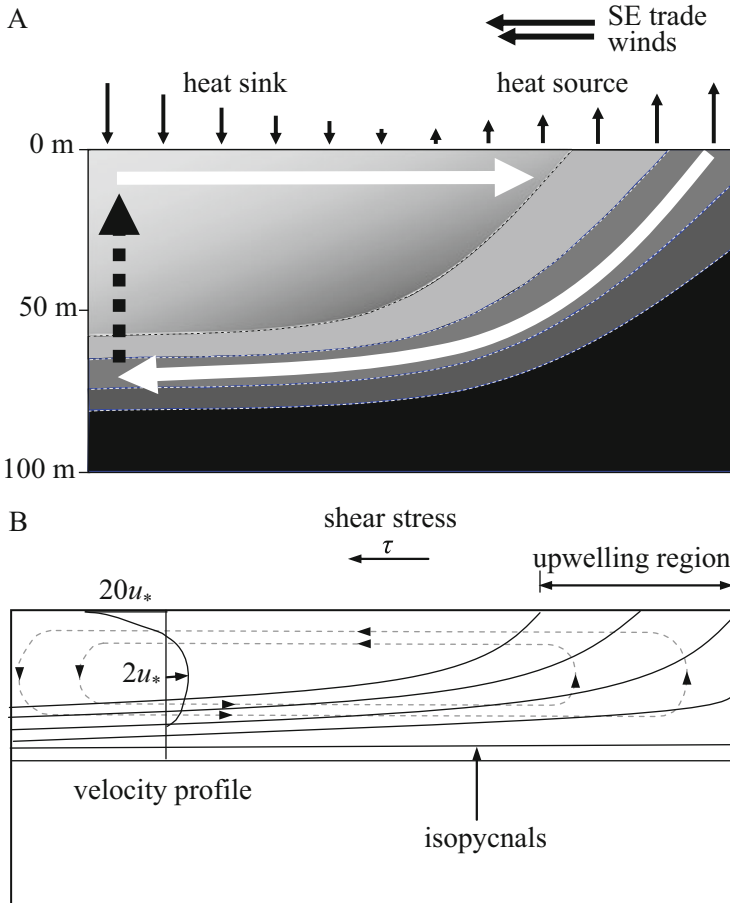 A
SE trade
winds
heat sink
heat source
0 m
50 m
100 m
B
shear stress
τ
upwelling region
20u*
2u*
velocity profile
isopycnals